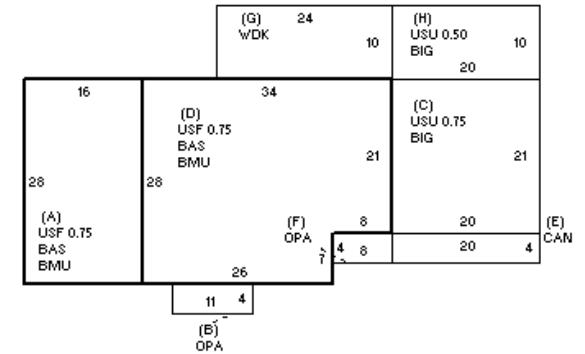 (G) 24
WDK
10
(H)
USU 0.50
BIG
10
20
16
34
(D)
USF 0.75
BAS
BMU
(C)
USU 0.75
BIG
21
21
28
28
(A)
USF 0.75
BAS
BMU
(F)
OPA
8
20
(E)
CAN
7
4
8
20
4
26
11
4
(B)
OPA